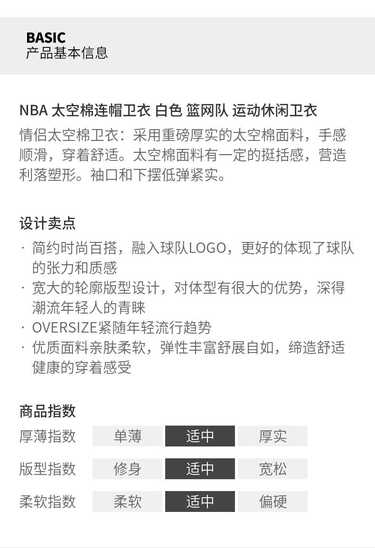 BASIC
产品基本信息
NBA 太空棉连帽卫衣 白色 篮网队 运动休闲卫衣
情侣太空棉卫衣：采用重磅厚实的太空棉面料，手感
顺滑，穿着舒适。太空棉面料有一定的挺括感，营造
利落塑形。袖口和下摆低弹紧实。
设计卖点
· 简约时尚百搭，融入球队LOGO，更好的体现了球队
的张力和质感
· 宽大的轮廓版型设计，对体型有很大的优势，深得
潮流年轻人的青睐
· OVERSIZE紧随年轻流行趋势
· 优质面料亲肤柔软，弹性丰富舒展自如，缔造舒适
健康的穿着感受
商品指数
厚薄指数 单薄 适中 厚实
版型指数 修身 适中 宽松
柔软指数 柔软 适中 偏硬